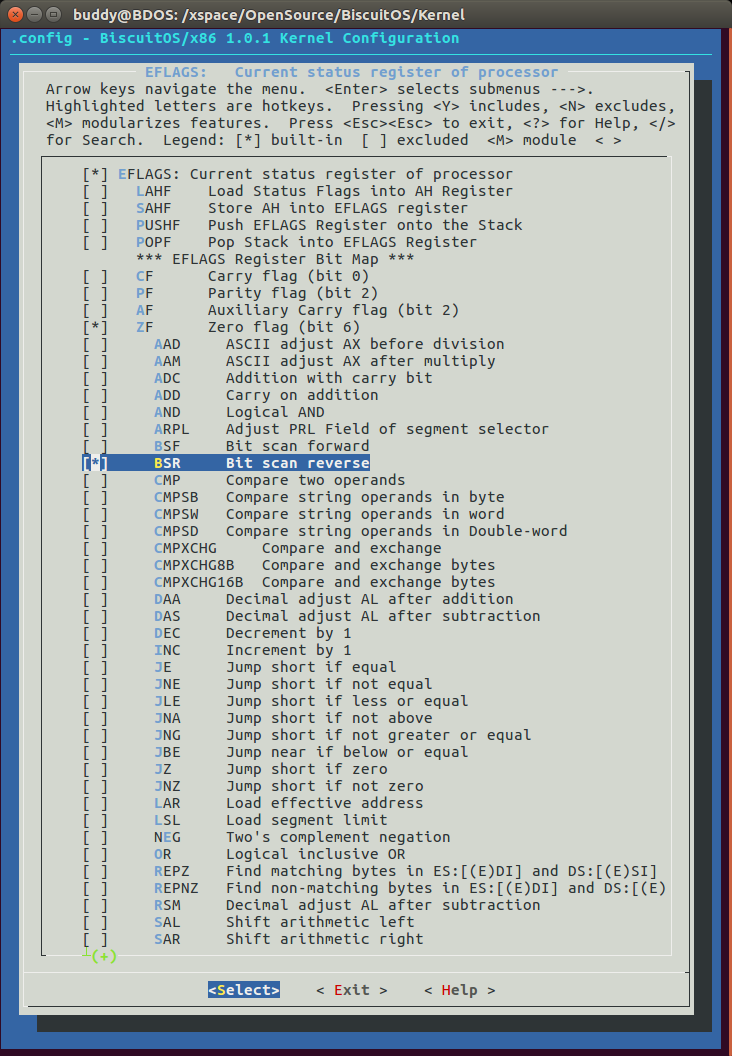 buddy@BDOS: /xspace/OpenSource/BiscuitOS/Kernel
.config - BiscuitOS/x86 1.0.1 Kernel Configuration
EFLAGS:   Current status register of processor
Arrow keys navigate the menu.  <Enter> selects submenus --->.
Highlighted letters are hotkeys.  Pressing <Y> includes, <N> excludes,
<M> modularizes features.  Press <Esc><Esc> to exit, <?> for Help, </>
for Search.  Legend: [*] built-in  [ ] excluded  <M> module  < >
[*] EFLAGS: Current status register of processor
[ ]   LAHF    Load Status Flags into AH Register
[ ]   SAHF    Store AH into EFLAGS register
[ ]   PUSHF   Push EFLAGS Register onto the Stack
[ ]   POPF    Pop Stack into EFLAGS Register
*** EFLAGS Register Bit Map ***
[ ]   CF      Carry flag (bit 0)
[ ]   PF      Parity flag (bit 2)
[ ]   AF      Auxiliary Carry flag (bit 2)
[*]   ZF      Zero flag (bit 6)
[ ]     AAD     ASCII adjust AX before division
[ ]     AAM     ASCII adjust AX after multiply
[ ]     ADC     Addition with carry bit
[ ]     ADD     Carry on addition
[ ]     AND     Logical AND
[ ]     ARPL    Adjust PRL Field of segment selector
[ ]     BSF     Bit scan forward
[*]     BSR     Bit scan reverse
[ ]     CMP     Compare two operands
[ ]     CMPSB   Compare string operands in byte
[ ]     CMPSW   Compare string operands in word
[ ]     CMPSD   Compare string operands in Double-word
[ ]     CMPXCHG     Compare and exchange
[ ]     CMPXCHG8B   Compare and exchange bytes
[ ]     CMPXCHG16B  Compare and exchange bytes
[ ]     DAA     Decimal adjust AL after addition
[ ]     DAS     Decimal adjust AL after subtraction
[ ]     DEC     Decrement by 1
[ ]     INC     Increment by 1
[ ]     JE      Jump short if equal
[ ]     JNE     Jump short if not equal
[ ]     JLE     Jump short if less or equal
[ ]     JNA     Jump short if not above
[ ]     JNG     Jump short if not greater or equal
[ ]     JBE     Jump near if below or equal
[ ]     JZ      Jump short if zero
[ ]     JNZ     Jump short if not zero
[ ]     LAR     Load effective address
[ ]     LSL     Load segment limit
[ ]     NEG     Two's complement negation
[ ]     OR      Logical inclusive OR
[ ]     REPZ    Find matching bytes in ES:[(E)DI] and DS:[(E)SI]
[ ]     REPNZ   Find non-matching bytes in ES:[(E)DI] and DS:[(E)
[ ]     RSM     Decimal adjust AL after subtraction
[ ]     SAL     Shift arithmetic left
[ ]     SAR     Shift arithmetic right
(+)
<Select>    < Exit >    < Help >